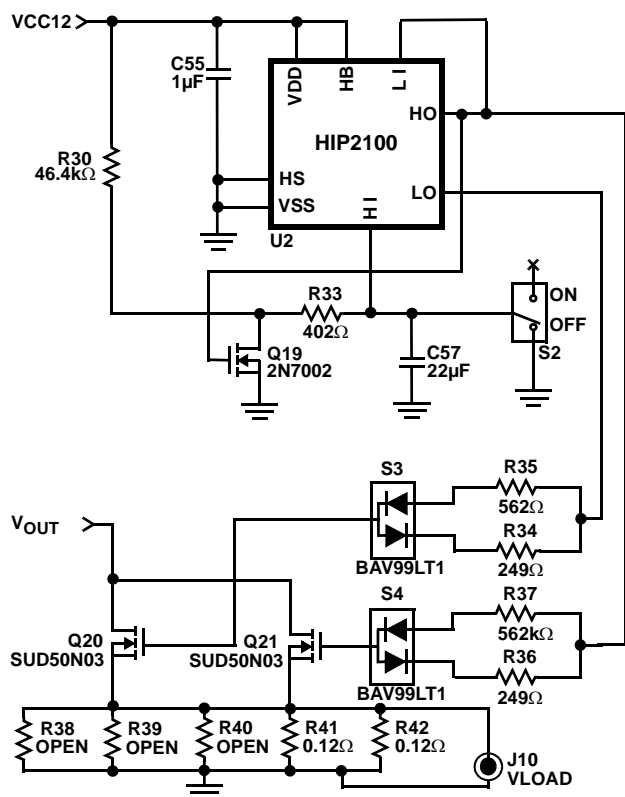 VCC12
C55
1µF
VDD
HB
LI
HO
HIP2100
R30
46.4kΩ
HS
LO
VSS
HI
U2
R33
402Ω
ON
OFF
S2
Q19
2N7002
C57
22µF
S3
R35
562Ω
VOUT
R34
249Ω
BAV99LT1
S4
R37
562kΩ
Q20
SUD50N03
Q21
SUD50N03
R36
249Ω
BAV99LT1
R38
OPEN
R39
OPEN
R40
OPEN
R41
0.12Ω
R42
0.12Ω
J10
VLOAD